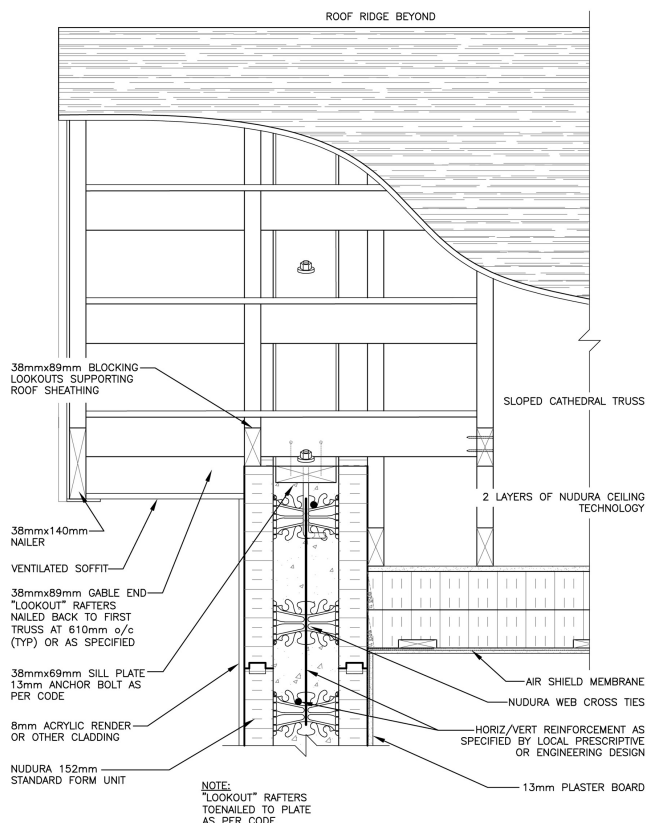 ROOF RIDGE BEYOND
38mmx89mm BLOCKING
LOOKOUTS SUPPORTING
ROOF SHEATHING
38mmx140mm
NAILER
VENTILATED SOFFIT
38mmx89mm GABLE END
"LOOKOUT" RAFTERS
NAILED BACK TO FIRST
TRUSS AT 610mm o/c
(TYP) OR AS SPECIFIED
38mmx69mm SILL PLATE
13mm ANCHOR BOLT AS
PER CODE
8mm ACRYLIC RENDER
OR OTHER CLADDING
NUDURA 152mm
STANDARD FORM UNIT
NOTE:
"LOOKOUT" RAFTERS
TOENAILED TO PLATE
AS PER CODE
SLOPED CATHEDRAL TRUSS
2 LAYERS OF NUDURA CEILING
TECHNOLOGY
AIR SHIELD MEMBRANE
NUDURA WEB CROSS TIES
HORIZ/VERT REINFORCEMENT AS
SPECIFIED BY LOCAL PRESCRIPTIVE
OR ENGINEERING DESIGN
13mm PLASTER BOARD